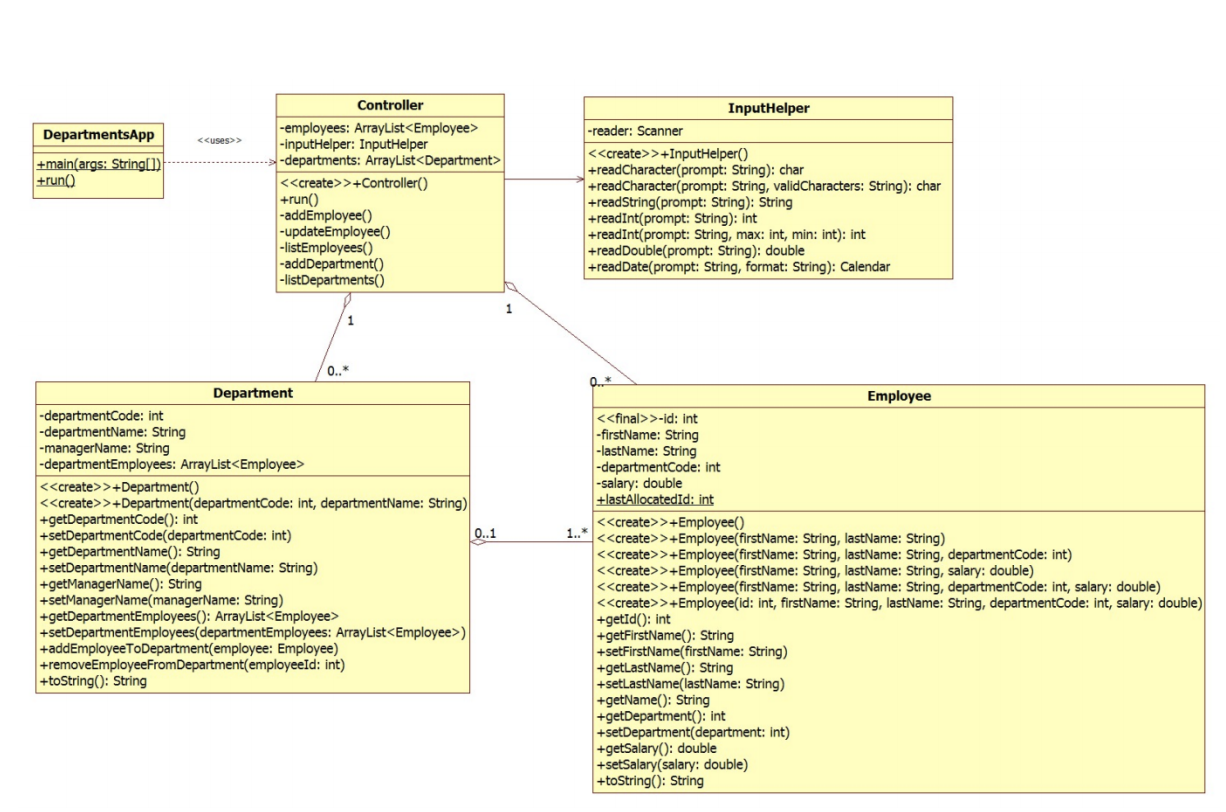 DepartmentsApp
+main(args: String[])
+run()
<<uses>>
Controller
-employees: ArrayList<Employee>
-inputHelper: InputHelper
-departments: ArrayList<Department>
<<create>>+Controller()
+run()
-addEmployee()
-updateEmployee()
-listEmployees()
-addDepartment()
-listDepartments()
InputHelper
-reader: Scanner
<<create>>+InputHelper()
+readCharacter(prompt: String): char
+readCharacter(prompt: String, validCharacters: String): char
+readString(prompt: String): String
+readInt(prompt: String): int
+readInt(prompt: String, max: int, min: int): int
+readDouble(prompt: String): double
+readDate(prompt: String, format: String): Calendar
1
0..*
1
0..*
Department
-departmentCode: int
-departmentName: String
-managerName: String
-departmentEmployees: ArrayList<Employee>
<<create>>+Department()
<<create>>+Department(departmentCode: int, departmentName: String)
+getDepartmentCode(): int
+setDepartmentCode(departmentCode: int)
+getDepartmentName(): String
+setDepartmentName(departmentName: String)
+getManagerName(): String
+setManagerName(managerName: String)
+getDepartmentEmployees(): ArrayList<Employee>
+setDepartmentEmployees(departmentEmployees: ArrayList<Employee>)
+addEmployeeToDepartment(employee: Employee)
+removeEmployeeFromDepartment(employeeId: int)
+toString(): String
0..1
1..*
Employee
<<final>>-id: int
-firstName: String
-lastName: String
-departmentCode: int
-salary: double
+lastAllocatedId: int
<<create>>+Employee()
<<create>>+Employee(firstName: String, lastName: String)
<<create>>+Employee(firstName: String, lastName: String, departmentCode: int)
<<create>>+Employee(firstName: String, lastName: String, salary: double)
<<create>>+Employee(firstName: String, lastName: String, departmentCode: int, salary: double)
<<create>>+Employee(id: int, firstName: String, lastName: String, departmentCode: int, salary: double)
+getId(): int
+getFirstName(): String
+setFirstName(firstName: String)
+getLastName(): String
+setLastName(lastName: String)
+getName(): String
+getDepartment(): int
+setDepartment(department: int)
+getSalary(): double
+setSalary(salary: double)
+toString(): String